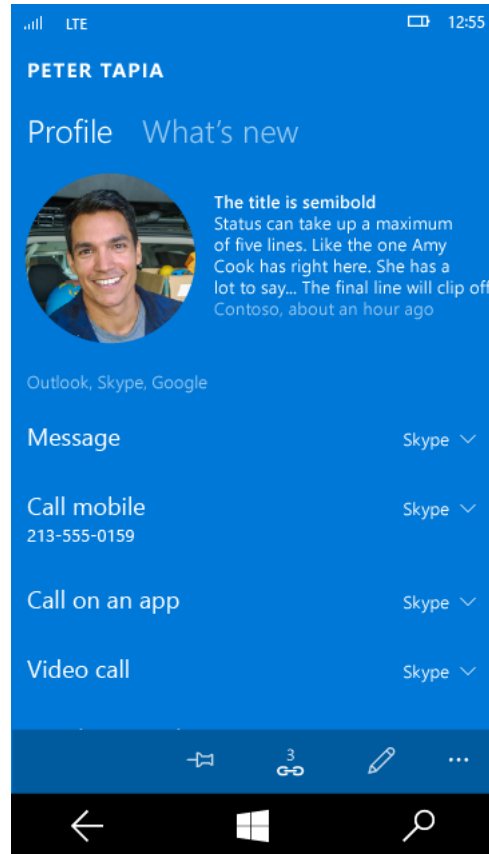 LTE 12:55
PETER TAPIA
Profile What's new
The title is semibold
Status can take up a maximum
of five lines. Like the one Amy
Cook has right here. She has a
lot to say... The final line will clip off
Contoso, about an hour ago
Outlook, Skype, Google
Message Skype
Call mobile Skype
213-555-0159
Call on an app Skype
Video call Skype
3
...